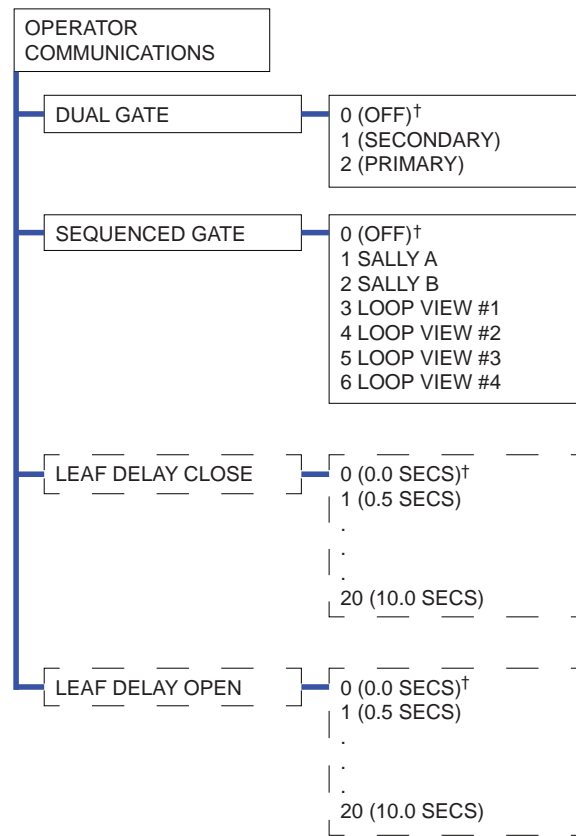 OPERATOR
COMMUNICATIONS
DUAL GATE
0 (OFF)†
1 (SECONDARY)
2 (PRIMARY)
SEQUENCED GATE
0 (OFF)†
1 SALLY A
2 SALLY B
3 LOOP VIEW #1
4 LOOP VIEW #2
5 LOOP VIEW #3
6 LOOP VIEW #4
LEAF DELAY CLOSE
0 (0.0 SECS)†
1 (0.5 SECS)
.
.
.
20 (10.0 SECS)
LEAF DELAY OPEN
0 (0.0 SECS)†
1 (0.5 SECS)
.
.
.
20 (10.0 SECS)